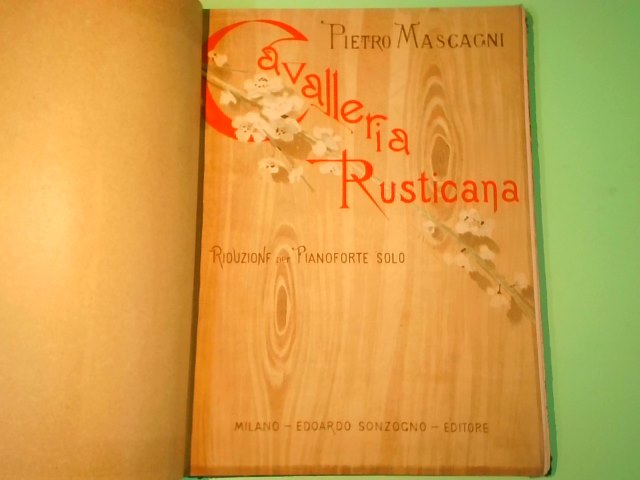 PIETRO MASCAGNI
Cavalleria
Rusticana
RIDUZIONE per PIANOFORTE SOLO
MILANO - EDOARDO SONZOGNO - EDITORE